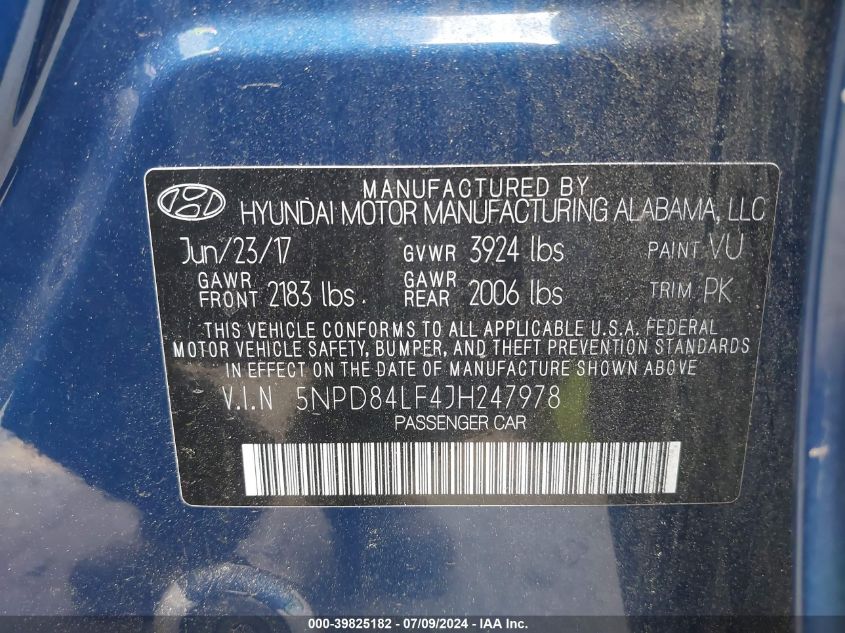 MANUFACTURED BY
HYUNDAI MOTOR MANUFACTURING ALABAMA, LLC
Jun/23/17 GVWR 3924 lbs PAINT VU
GAWR FRONT 2183 lbs. GAWR REAR 2006 lbs TRIM PK
THIS VEHICLE CONFORMS TO ALL APPLICABLE U.S.A. FEDERAL
MOTOR VEHICLE SAFETY, BUMPER, AND THEFT PREVENTION STANDARDS
IN EFFECT ON THE DATE OF MANUFACTURE SHOWN ABOVE
V.I.N 5NPD84LF4JH247978
PASSENGER CAR
000-39825182 - 07/09/2024 - IAA Inc.